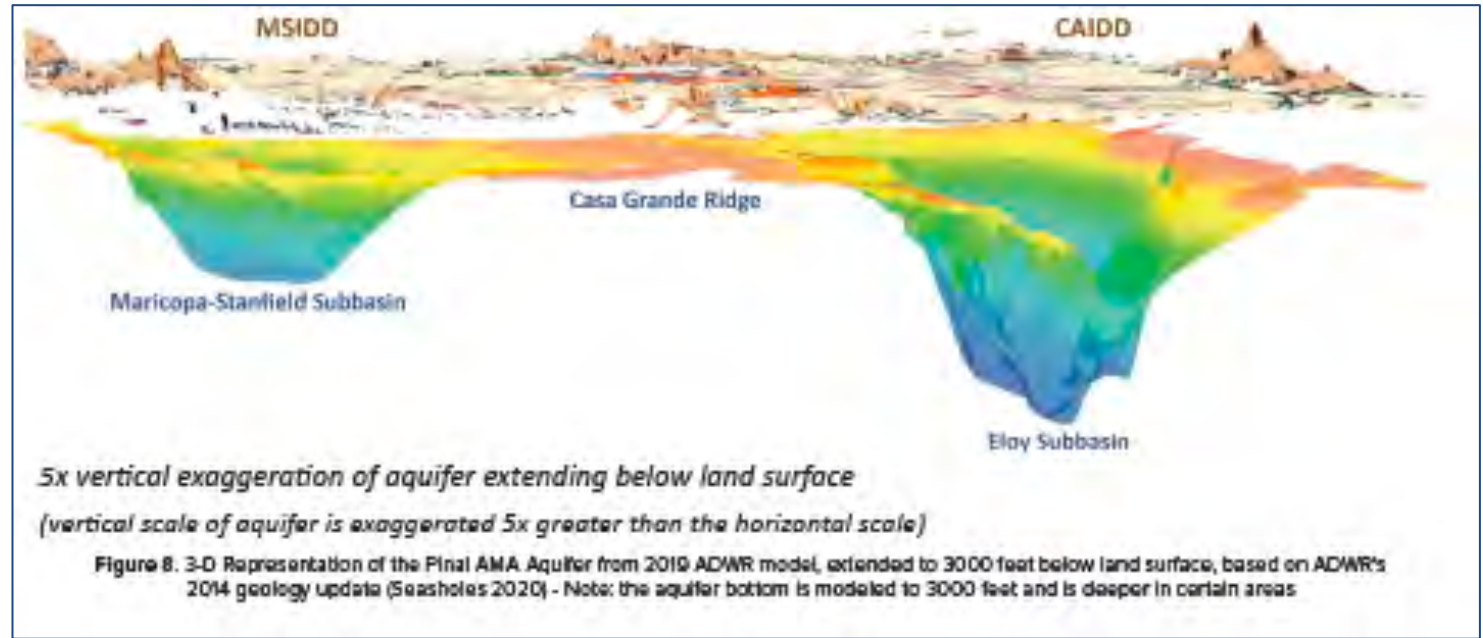 MSIDD
CAIDD
Casa Grande Ridge
Maricopa-Stanfield Subbasin
Eloy Subbasin
5x vertical exaggeration of aquifer extending below land surface
(vertical scale of aquifer is exaggerated 5x greater than the horizontal scale)
Figure 8. 3-D Representation of the Pinal AMA Aquifer from 2019 ADWR model, extended to 3000 feet below land surface, based on ADWR's
2014 geology update (Seasholes 2020) - Note: the aquifer bottom is modeled to 3000 feet and is deeper in certain areas